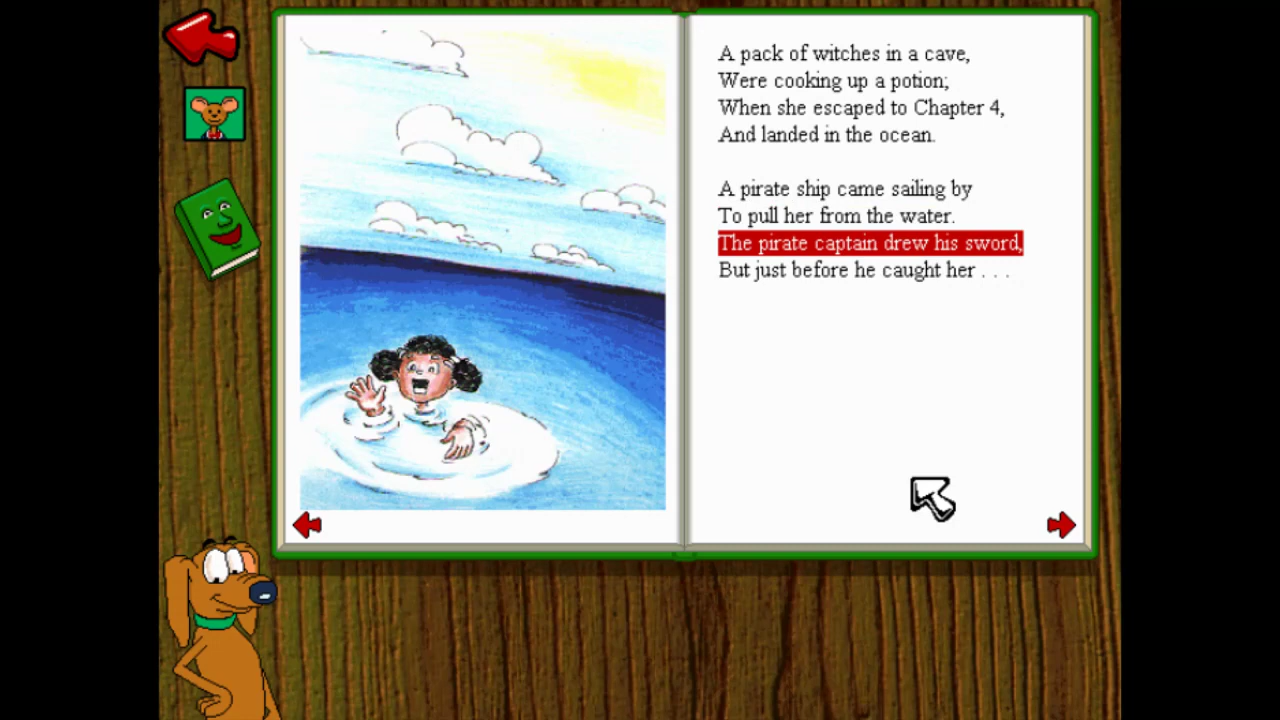 A pack of witches in a cave,
Were cooking up a potion;
When she escaped to Chapter 4,
And landed in the ocean.
A pirate ship came sailing by
To pull her from the water.
The pirate captain drew his sword,
But just before he caught her . . .